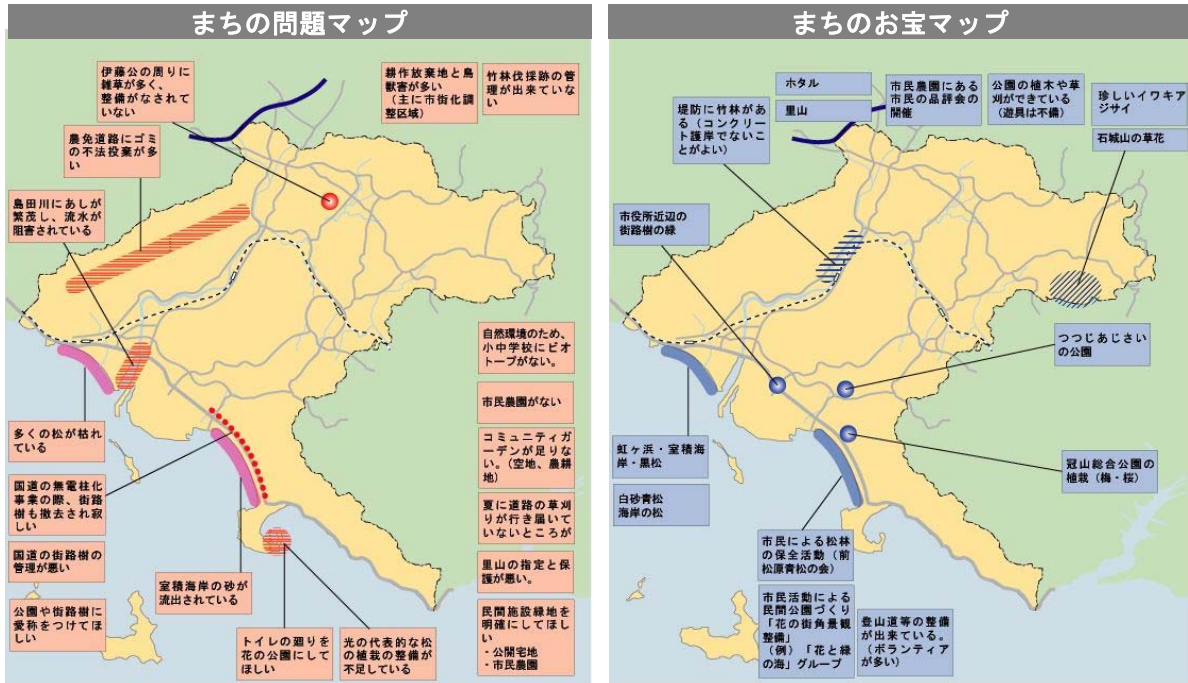 まちの問題マップ
伊藤公の周りに
雑草が多く、
整備がなされて
いない
耕作放棄地と鳥
獣害が多い
（主に市街化調
整区域）
竹林伐採跡の管
理が出来ていな
い
農免道路にゴミ
の不法投棄が多
い
島田川にあしが
繁茂し、流水が
阻害されている
自然環境のため、
小中学校にビオ
トープがない。
市民農園がない
多くの松が枯れ
ている
コミュニティガ
ーデンが足りな
い。（空地、農耕
地）
国道の無電柱化
事業の際、街路
樹も撤去され寂
しい
夏に道路の草刈
りが行き届いて
いないところが
国道の街路樹の
管理が悪い
室積海岸の砂が
流出されている
里山の指定と保
護が悪い。
公園や街路樹に
愛称をつけてほ
しい
トイレの廻りを
花の公園にして
ほしい
光の代表的な松
の植栽の整備が
不足している
民間施設緑地を
明確にしてほし
い
・公開宅地
・市民農園
まちのお宝マップ
ホタル
里山
堤防に竹林があ
る（コンクリー
ト護岸でないこ
とがよい）
市民農園にある
市民の品評会の
開催
公園の植木や草
刈ができている
（遊具は不備）
珍しいイワキア
ジサイ
石城山の草花
市役所近辺の
街路樹の緑
つつじあじさい
の公園
虹ヶ浜・室積海
岸・黒松
冠山総合公園の
植栽（梅・桜）
白砂青松
海岸の松
市民による松林
の保全活動（前
松原青松の会）
市民活動による
民間公園づくり
「花の街角景観
整備」
（例）「花と緑
の海」グループ
登山道等の整備
が出来ている。
（ボランティア
が多い）